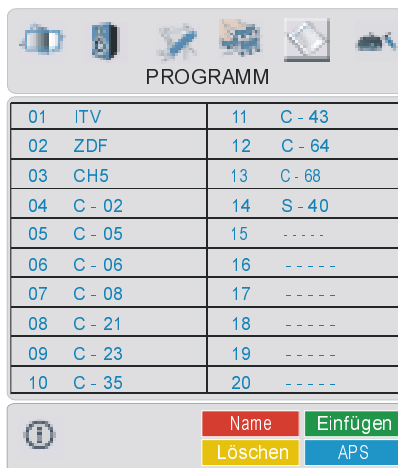 PROGRAMM
01 ITV 11 C - 43
02 ZDF 12 C - 64
03 CH5 13 C - 68
04 C - 02 14 S - 40
05 C - 05 15 - - - - -
06 C - 06 16 - - - - -
07 C - 08 17 - - - - -
08 C - 21 18 - - - - -
09 C - 23 19 - - - - -
10 C - 35 20 - - - - -
Name Einfügen
Löschen APS